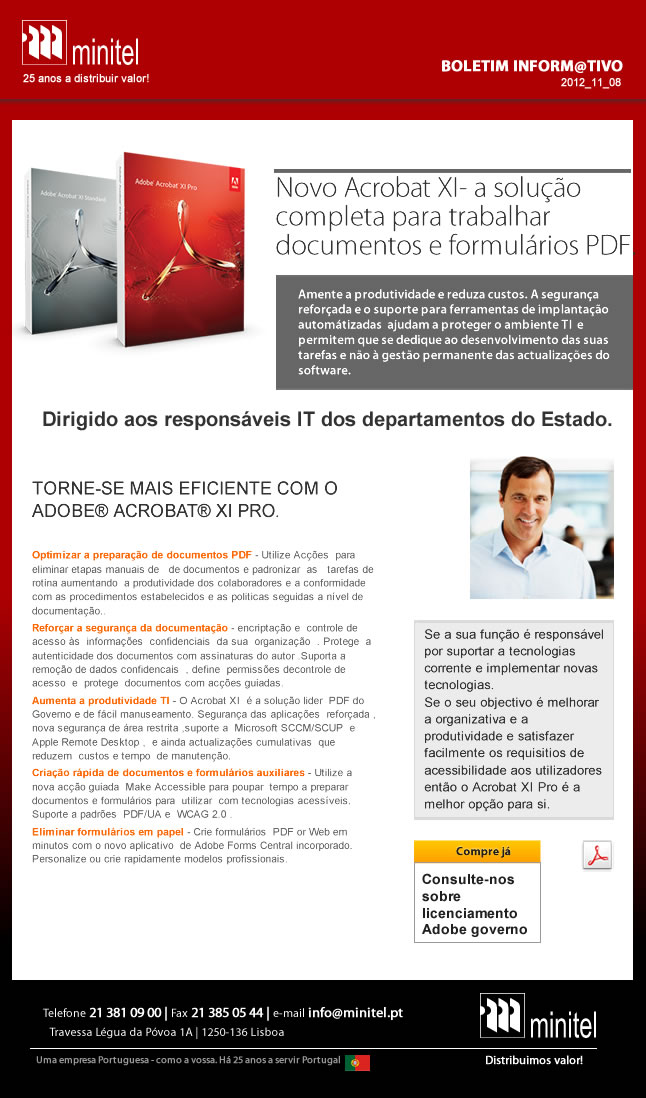 minitel
25 anos a distribuir valor!
BOLETIM INFORM@TIVO
2012_11_08
Adobe® Acrobat® XI Standard
Adobe® Acrobat® XI Pro
Adobe
Novo Acrobat XI- a solução
completa para trabalhar
documentos e formulários PDF
Amente a produtividade e reduza custos. A segurança
reforçada e o suporte para ferramentas de implantação
automátizadas ajudam a proteger o ambiente TI e
permitem que se dedique ao desenvolvimento das suas
tarefas e não à gestão permanente das actualizações do
software.
Dirigido aos responsáveis IT dos departamentos do Estado.
TORNE-SE MAIS EFICIENTE COM O
ADOBE® ACROBAT® XI PRO.
Optimizar a preparação de documentos PDF - Utilize Acções para
eliminar etapas manuais de de documentos e padronizar as tarefas de
rotina aumentando a produtividade dos colaboradores e a conformidade
com as procedimentos estabelecidos e as politicas seguidas a nível de
documentação..
Reforçar a segurança da documentação - encriptação e controle de
acesso às informações confidenciais da sua organização . Protege a
autenticidade dos documentos com assinaturas do autor .Suporta a
remoção de dados confidencais , define permissões decontrole de
acesso e protege documentos com acções guiadas.
Aumenta a produtividade TI - O Acrobat XI é a solução lider PDF do
Governo e de fácil manuseamento. Segurança das aplicações reforçada ,
nova segurança de área restrita ,suporte a Microsoft SCCM/SCUP e
Apple Remote Desktop , e ainda actualizações cumulativas que
reduzem custos e tempo de manutenção.
Criação rápida de documentos e formulários auxiliares - Utilize a
nova acção guiada Make Accessible para poupar tempo a preparar
documentos e formulários para utilizar com tecnologias acessíveis.
Suporte a padrões PDF/UA e WCAG 2.0 .
Eliminar formulários em papel - Crie formulários PDF or Web em
minutos com o novo aplicativo de Adobe Forms Central incorporado.
Personalize ou crie rapidamente modelos profissionais.
Se a sua função é responsável
por suportar a tecnologias
corrente e implementar novas
tecnologias.
Se o seu objectivo é melhorar
a organizativa e a
produtividade e satisfazer
facilmente os requisitios de
acessibilidade aos utilizadores
então o Acrobat XI Pro é a
melhor opção para si.
Compre já
Consulte-nos
sobre
licenciamento
Adobe governo
Telefone 21 381 09 00 | Fax 21 385 05 44 | e-mail info@minitel.pt
Travessa Légua da Póvoa 1A | 1250-136 Lisboa
Uma empresa Portuguesa - como a vossa. Há 25 anos a servir Portugal
minitel
Distribuimos valor!